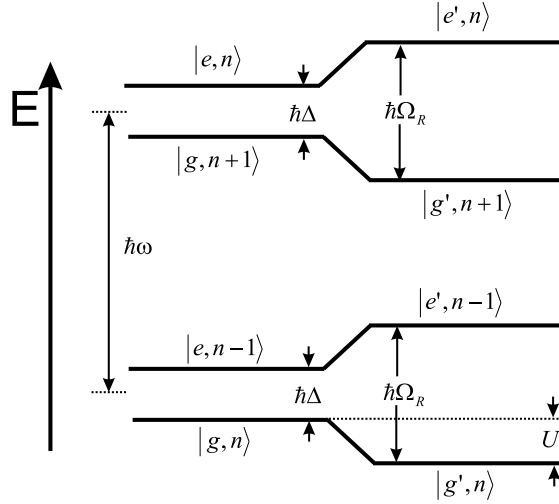 |e',n⟩
|e,n⟩
E
ħΔ
ħΩ_R
|g,n+1⟩
|g',n+1⟩
ħω
|e',n−1⟩
|e,n−1⟩
ħΔ
ħΩ_R
|g,n⟩
U
|g',n⟩